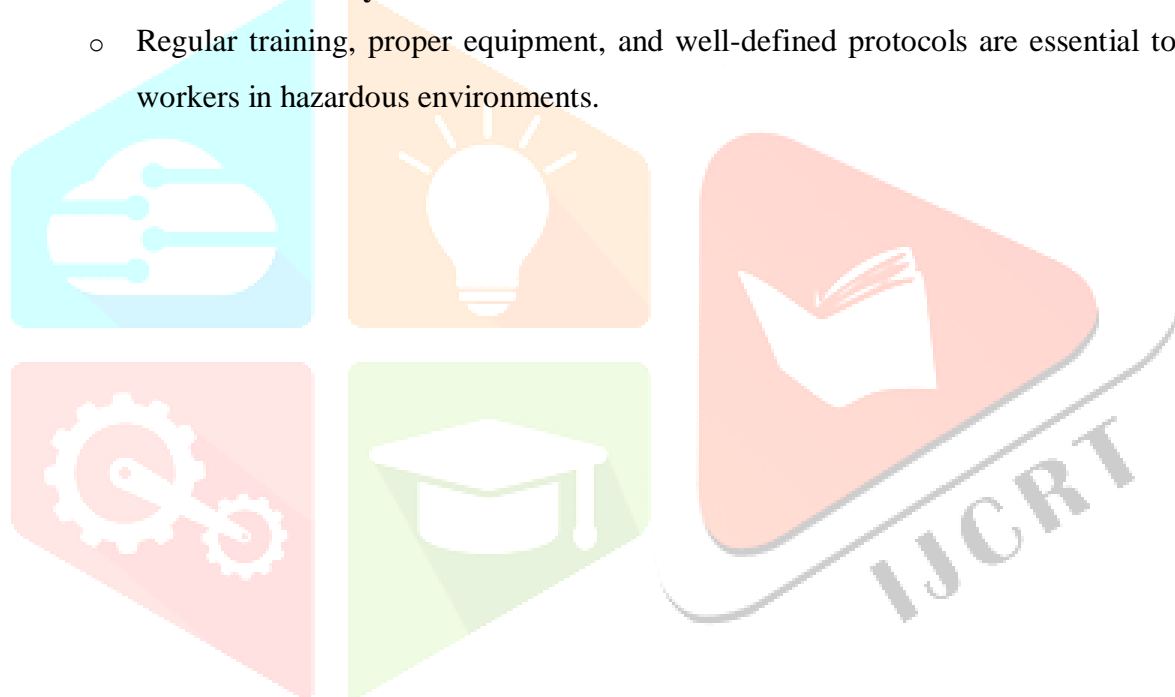 o Regular training, proper equipment, and well-defined protocols are essential to
workers in hazardous environments.
IJCRT